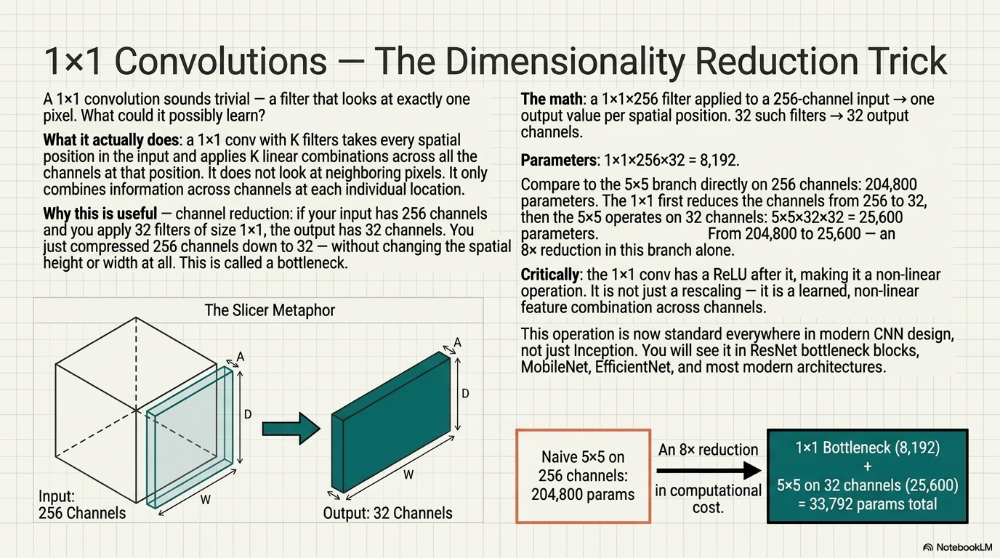 1×1 Convolutions — The Dimensionality Reduction Trick
A 1×1 convolution sounds trivial — a filter that looks at exactly one
pixel. What could it possibly learn?
What it actually does: a 1×1 conv with K filters takes every spatial
position in the input and applies K linear combinations across all the
channels at that position. It does not look at neighboring pixels. It only
combines information across channels at each individual location.
Why this is useful — channel reduction: if your input has 256 channels
and you apply 32 filters of size 1×1, the output has 32 channels. You
just compressed 256 channels down to 32 — without changing the spatial
height or width at all. This is called a bottleneck.
The Slicer Metaphor
A
D
W
Input:
256 Channels
A
D
W
Output: 32 Channels
The math: a 1×1×256 filter applied to a 256-channel input → one
output value per spatial position. 32 such filters → 32 output
channels.
Parameters: 1×1×256×32 = 8,192.
Compare to the 5×5 branch directly on 256 channels: 204,800
parameters. The 1×1 first reduces the channels from 256 to 32,
then the 5×5 operates on 32 channels: 5×5×32×32 = 25,600
parameters. From 204,800 to 25,600 — an
8× reduction in this branch alone.
Critically: the 1×1 conv has a ReLU after it, making it a non-linear
operation. It is not just a rescaling — it is a learned, non-linear
feature combination across channels.
This operation is now standard everywhere in modern CNN design,
not just Inception. You will see it in ResNet bottleneck blocks,
MobileNet, EfficientNet, and most modern architectures.
Naive 5×5 on
256 channels:
204,800 params
An 8× reduction
in computational
cost.
1×1 Bottleneck (8,192)
+
5×5 on 32 channels (25,600)
= 33,792 params total
NotebookLM